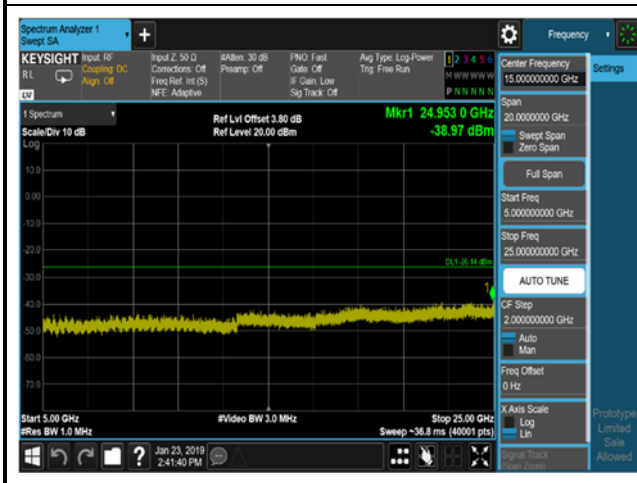 Spectrum Analyzer 1
Swept SA
+
Frequency
KEYSIGHT
RL
LV
Input: RF
Coupling: DC
Align: Off
Input Z: 50 Ω
Corrections: Off
Freq Ref: Int (S)
NFE: Adaptive
#Atten: 30 dB
Preamp: Off
PNO: Fast
Gate: Off
IF Gain: Low
Sig Track: Off
Avg Type: Log-Power
Trig: Free Run
1 2 3 4 5 6
M W W W W W
P N N N N N
1 Spectrum
Scale/Div 10 dB
Log
Ref Lvl Offset 3.80 dB
Ref Level 20.00 dBm
Mkr1 24.953 0 GHz
-38.97 dBm
10.0
0.00
-10.0
-20.0
-30.0
-40.0
-50.0
-60.0
-70.0
DL1 -26.14 dBm
1
Start 5.00 GHz
#Res BW 1.0 MHz
#Video BW 3.0 MHz
Stop 25.00 GHz
Sweep ~36.8 ms (40001 pts)
Center Frequency
15.000000000 GHz
Span
20.0000000 GHz
Swept Span
Zero Span
Full Span
Start Freq
5.000000000 GHz
Stop Freq
25.000000000 GHz
AUTO TUNE
CF Step
2.000000000 GHz
Auto
Man
Freq Offset
0 Hz
X Axis Scale
Log
Lin
Signal Track
(Span Zoom)
Settings
Prototype
Limited
Sale
Allowed
?
Jan 23, 2019
2:41:40 PM